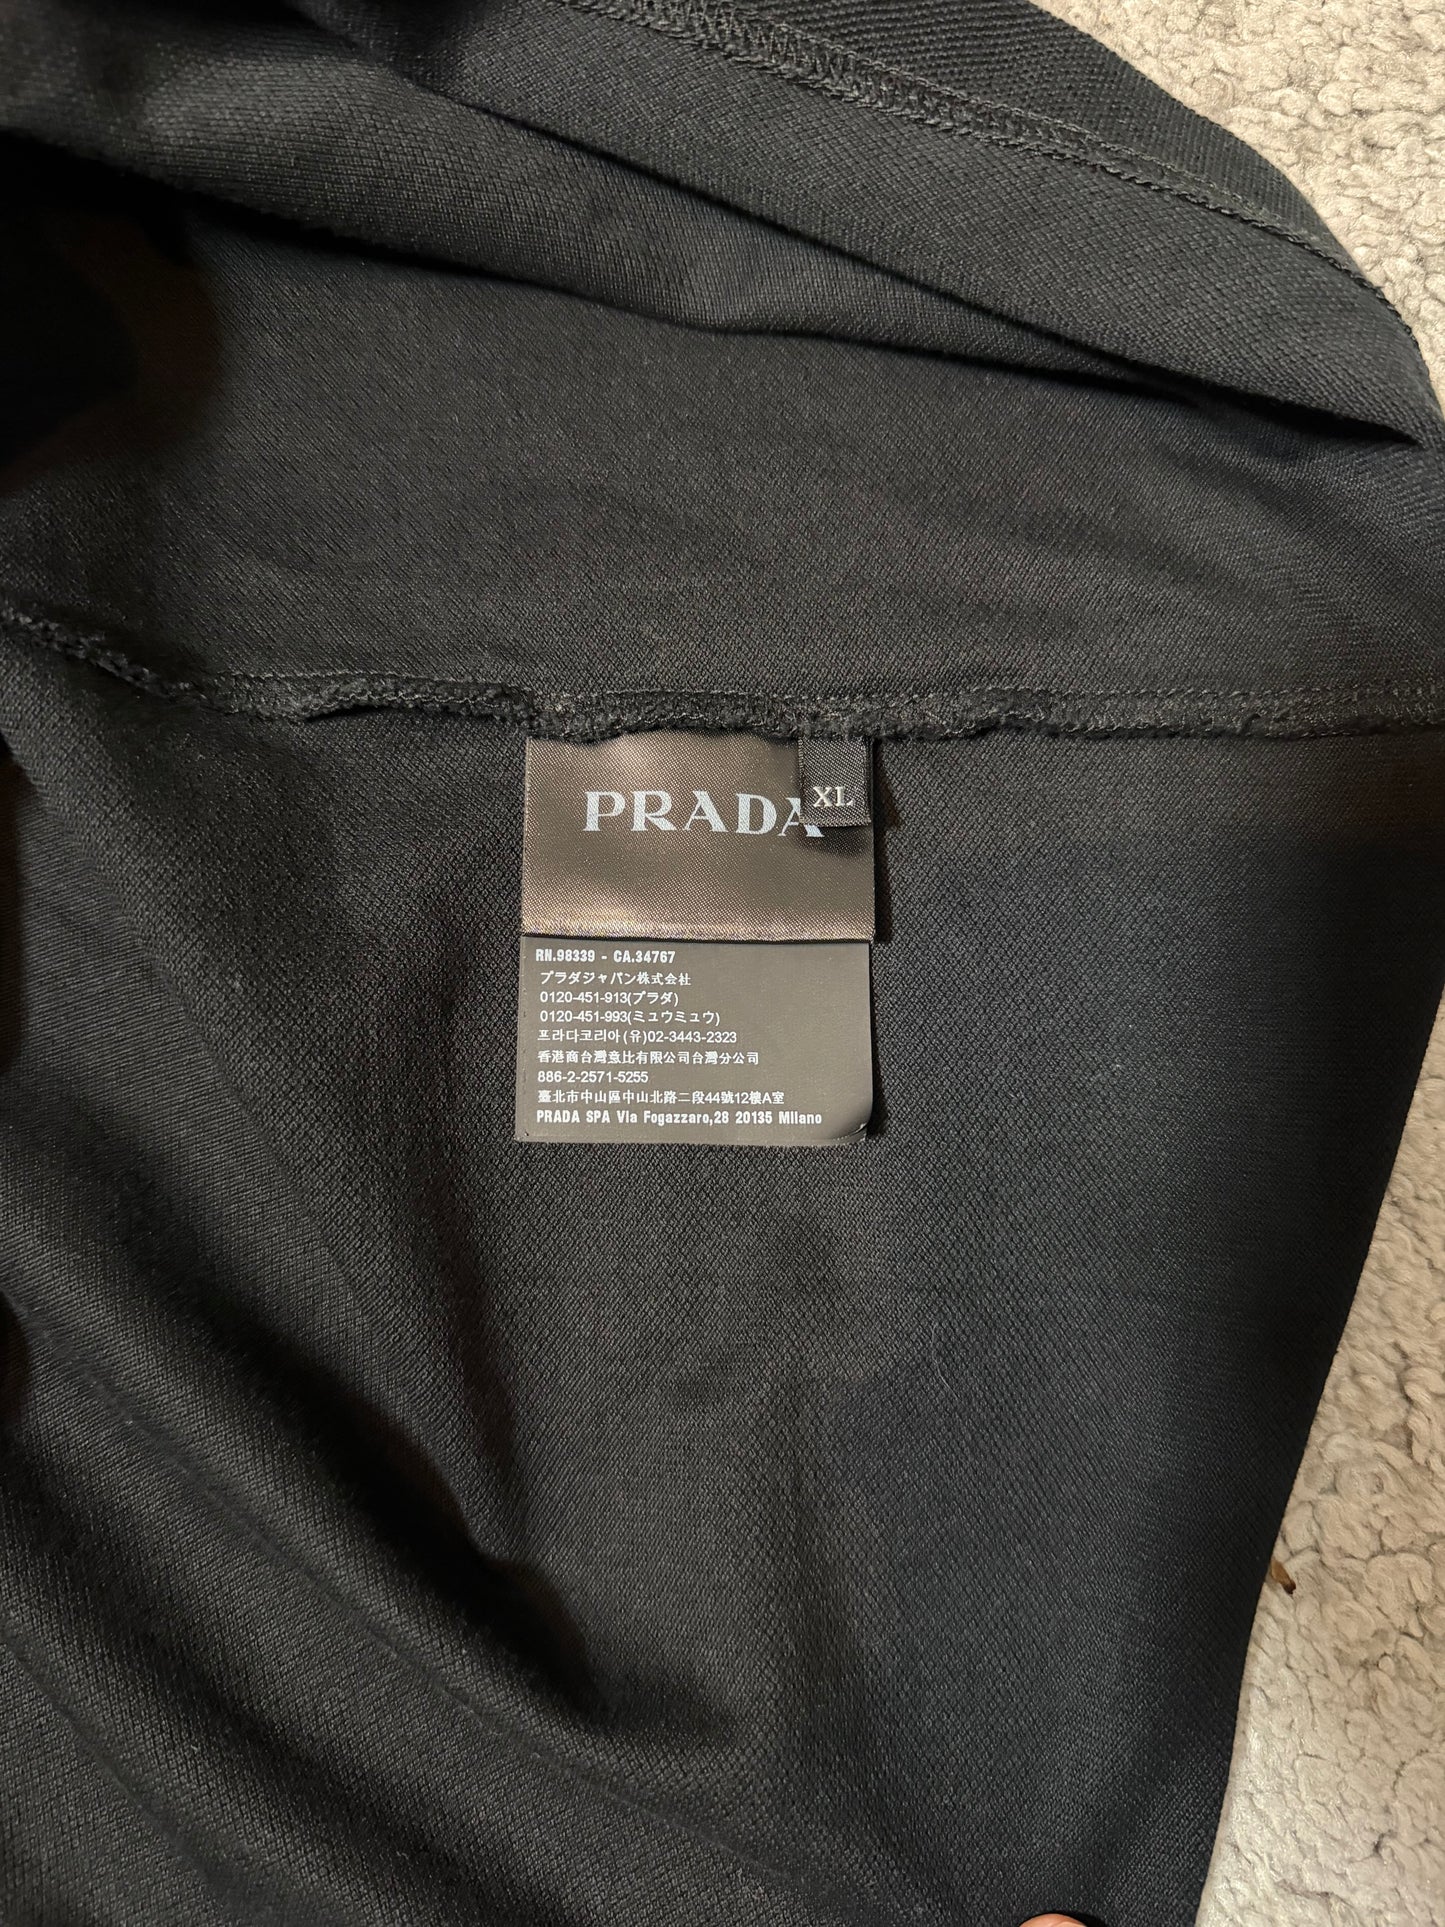 PRADA
XL
RN.98339 - CA.34767
プラダジャパン株式会社
0120-451-913(プラダ)
0120-451-993(ミュウミュウ)
프라다코리아(유)02-3443-2323
香港商台灣意比有限公司台灣分公司
886-2-2571-5255
臺北市中山區中山北路二段44號12樓A室
PRADA SPA Via Fogazzaro,28 20135 Milano